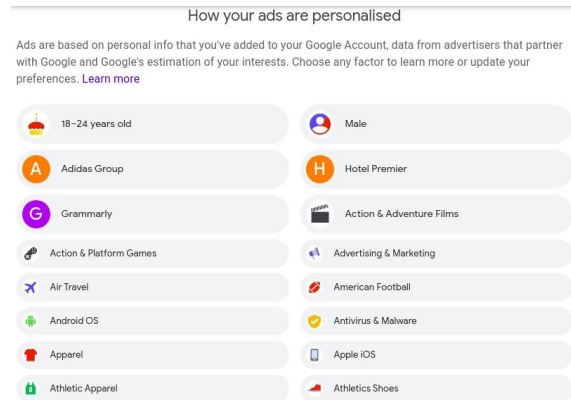 How your ads are personalised
Ads are based on personal info that you've added to your Google Account, data from advertisers that partner
with Google and Google's estimation of your interests. Choose any factor to learn more or update your
preferences. Learn more
18–24 years old
Male
A Adidas Group
H Hotel Premier
G Grammarly
Action & Adventure Films
Action & Platform Games
Advertising & Marketing
Air Travel
American Football
Android OS
Antivirus & Malware
Apparel
Apple iOS
Athletic Apparel
Athletics Shoes